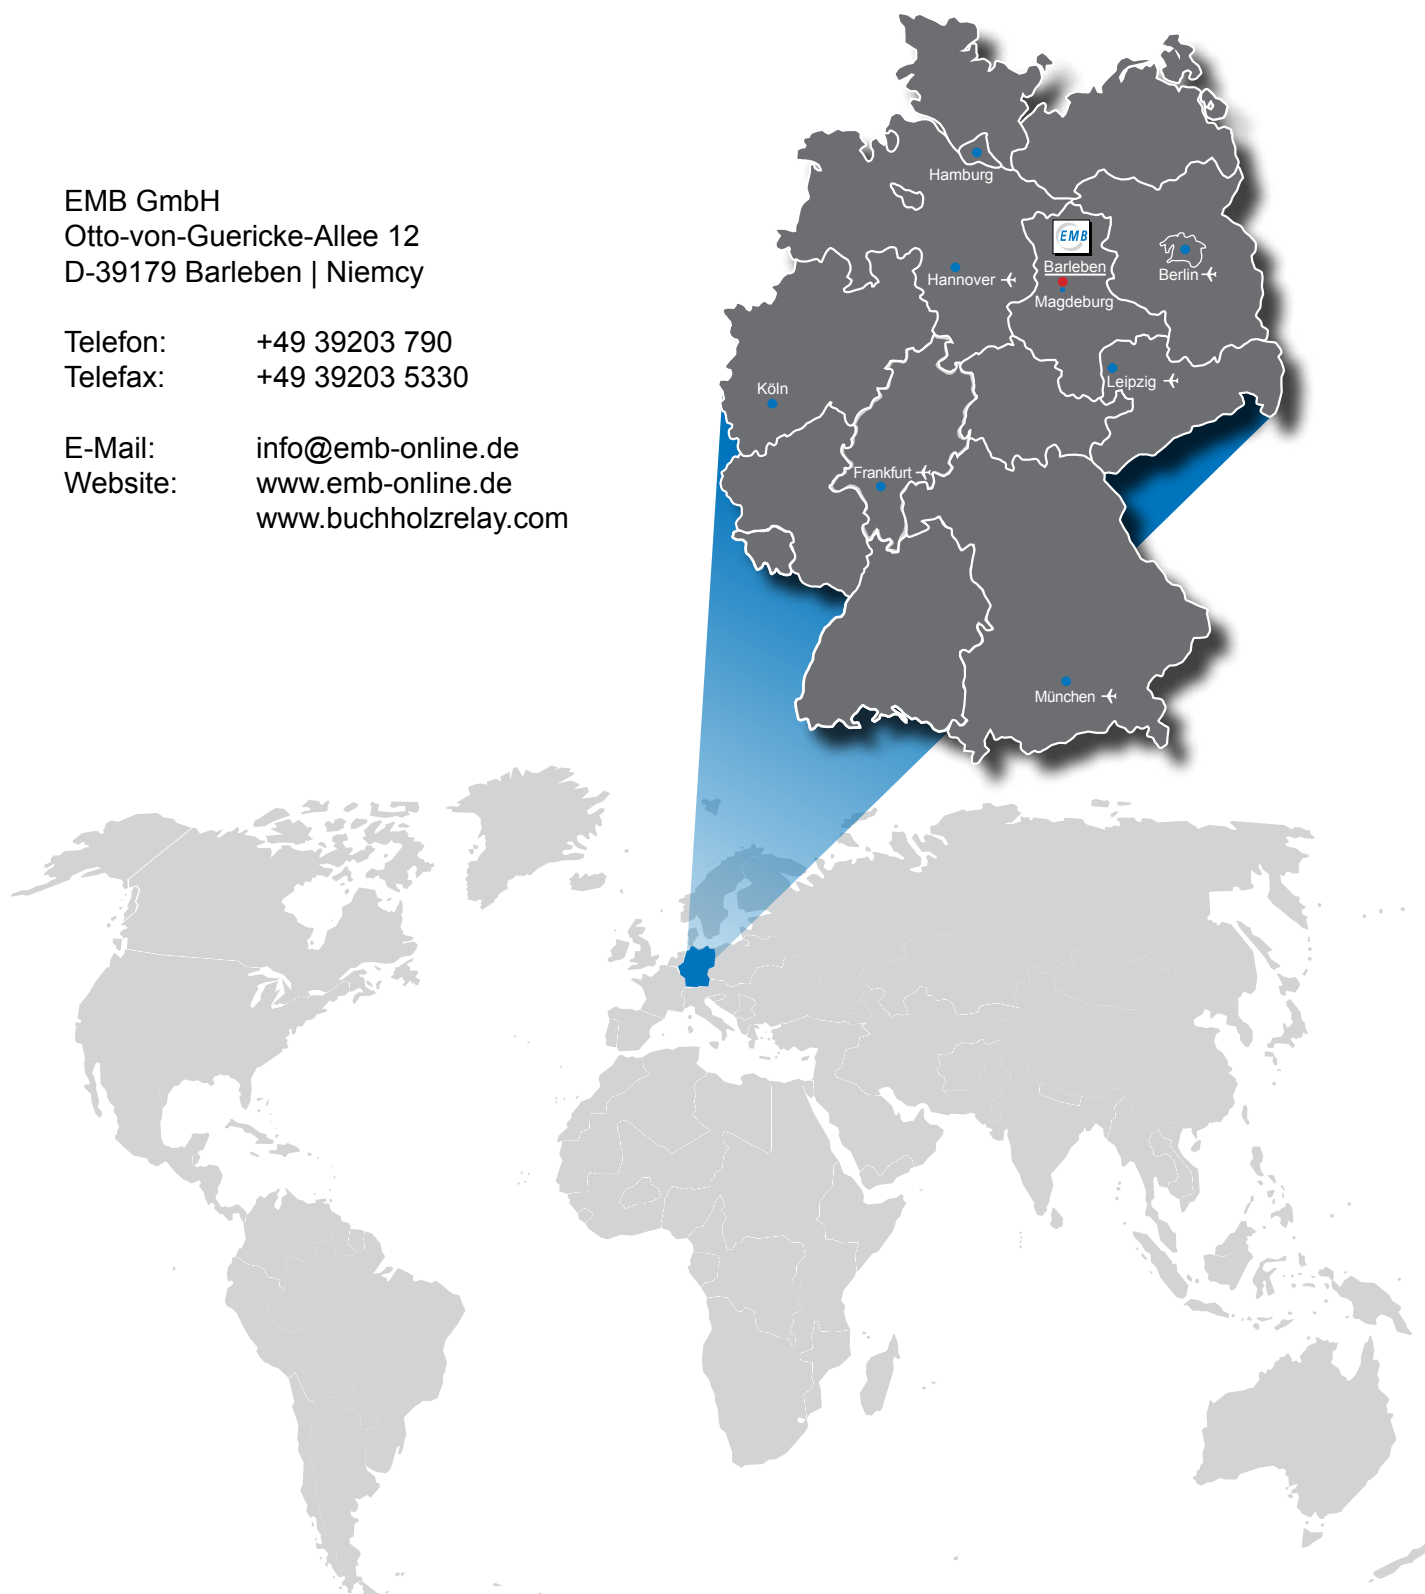 EMB GmbH
Otto-von-Guericke-Allee 12
D-39179 Barleben | Niemcy
Telefon: +49 39203 790
Telefax: +49 39203 5330
E-Mail: info@emb-online.de
Website: www.emb-online.de
www.buchholzrelay.com
Hamburg
EMB
Barleben
Hannover
Berlin
Magdeburg
Leipzig
Köln
Frankfurt
München